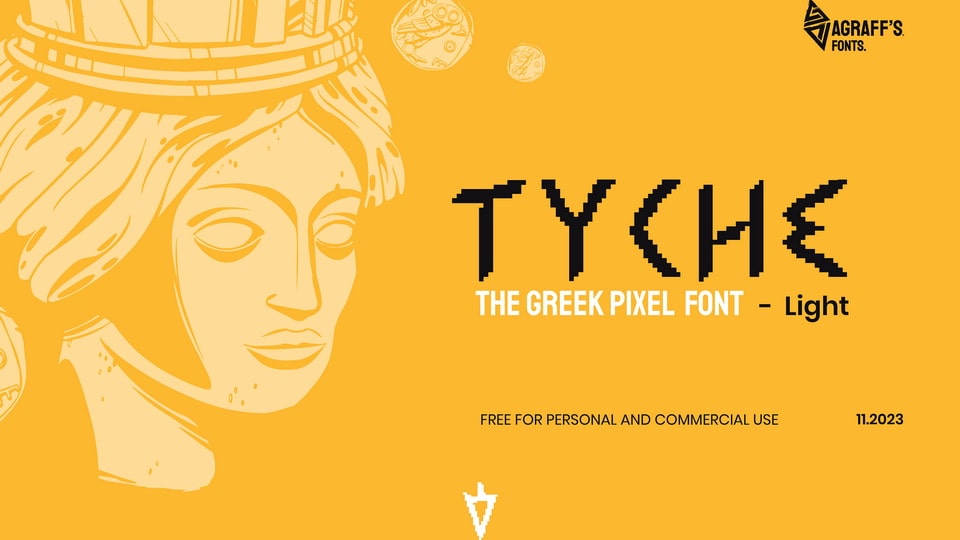 AGRAFF'S.
FONTS.
TYCHE
THE GREEK PIXEL FONT - Light
FREE FOR PERSONAL AND COMMERCIAL USE 11.2023